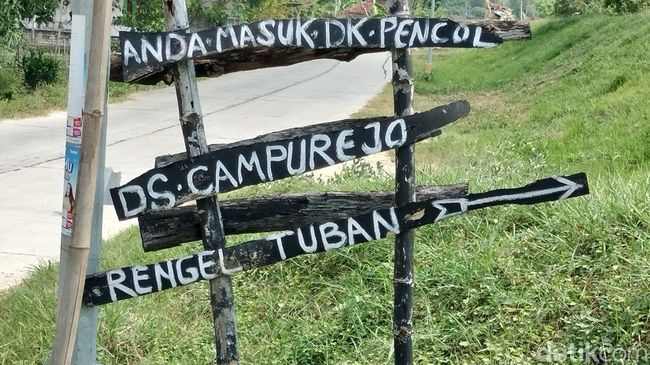 ANDA·MASUK·DK·PENCOL
DS·CAMPUREJO
RENGEL TUBAN
detikcom